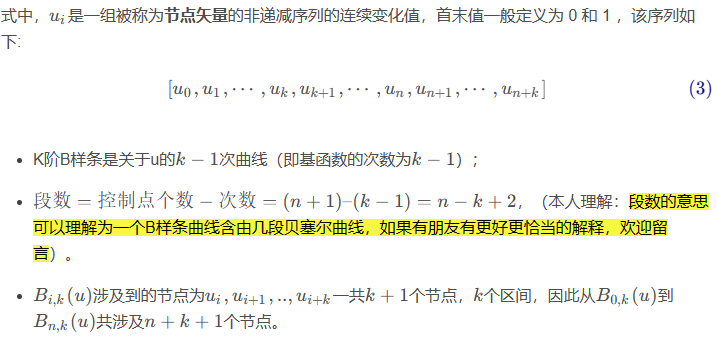 式中，$u_i$是一组被称为节点矢量的非递减序列的连续变化值，首末值一般定义为 0 和 1 ，该序列如
下:
$[u_0, u_1, \cdots, u_k, u_{k+1}, \cdots, u_n, u_{n+1}, \cdots, u_{n+k}]$ (3)
• K阶B样条是关于u的$k-1$次曲线（即基函数的次数为$k-1$）；
• 段数 = 控制点个数 − 次数 = $(n+1)–(k-1) = n-k+2$，（本人理解：段数的意思
可以理解为一个B样条曲线含由几段贝塞尔曲线，如果有朋友有更好更恰当的解释，欢迎留
言）。
• $B_{i,k}(u)$涉及到的节点为$u_i, u_{i+1}, .., u_{i+k}$一共$k+1$个节点，$k$个区间，因此从$B_{0,k}(u)$到
$B_{n,k}(u)$共涉及$n+k+1$个节点。